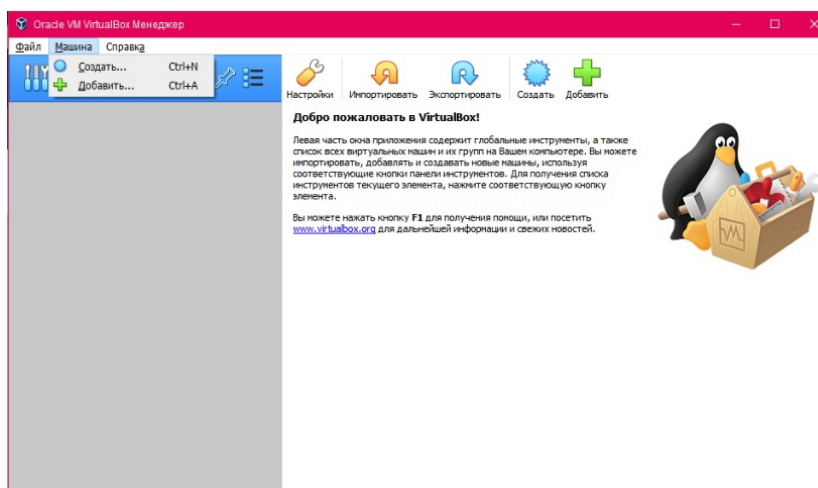 Oracle VM VirtualBox Менеджер
Файл Машина Справка
Создать... Ctrl+N
Добавить... Ctrl+A
Настройки Импортировать Экспортировать Создать Добавить
Добро пожаловать в VirtualBox!
Левая часть окна приложения содержит глобальные инструменты, а также
список всех виртуальных машин и их групп на Вашем компьютере. Вы можете
импортировать, добавлять и создавать новые машины, используя
соответствующие кнопки панели инструментов. Для получения списка
инструментов текущего элемента, нажмите соответствующую кнопку
элемента.
Вы можете нажать кнопку F1 для получения помощи, или посетить
www.virtualbox.org для дальнейшей информации и свежих новостей.